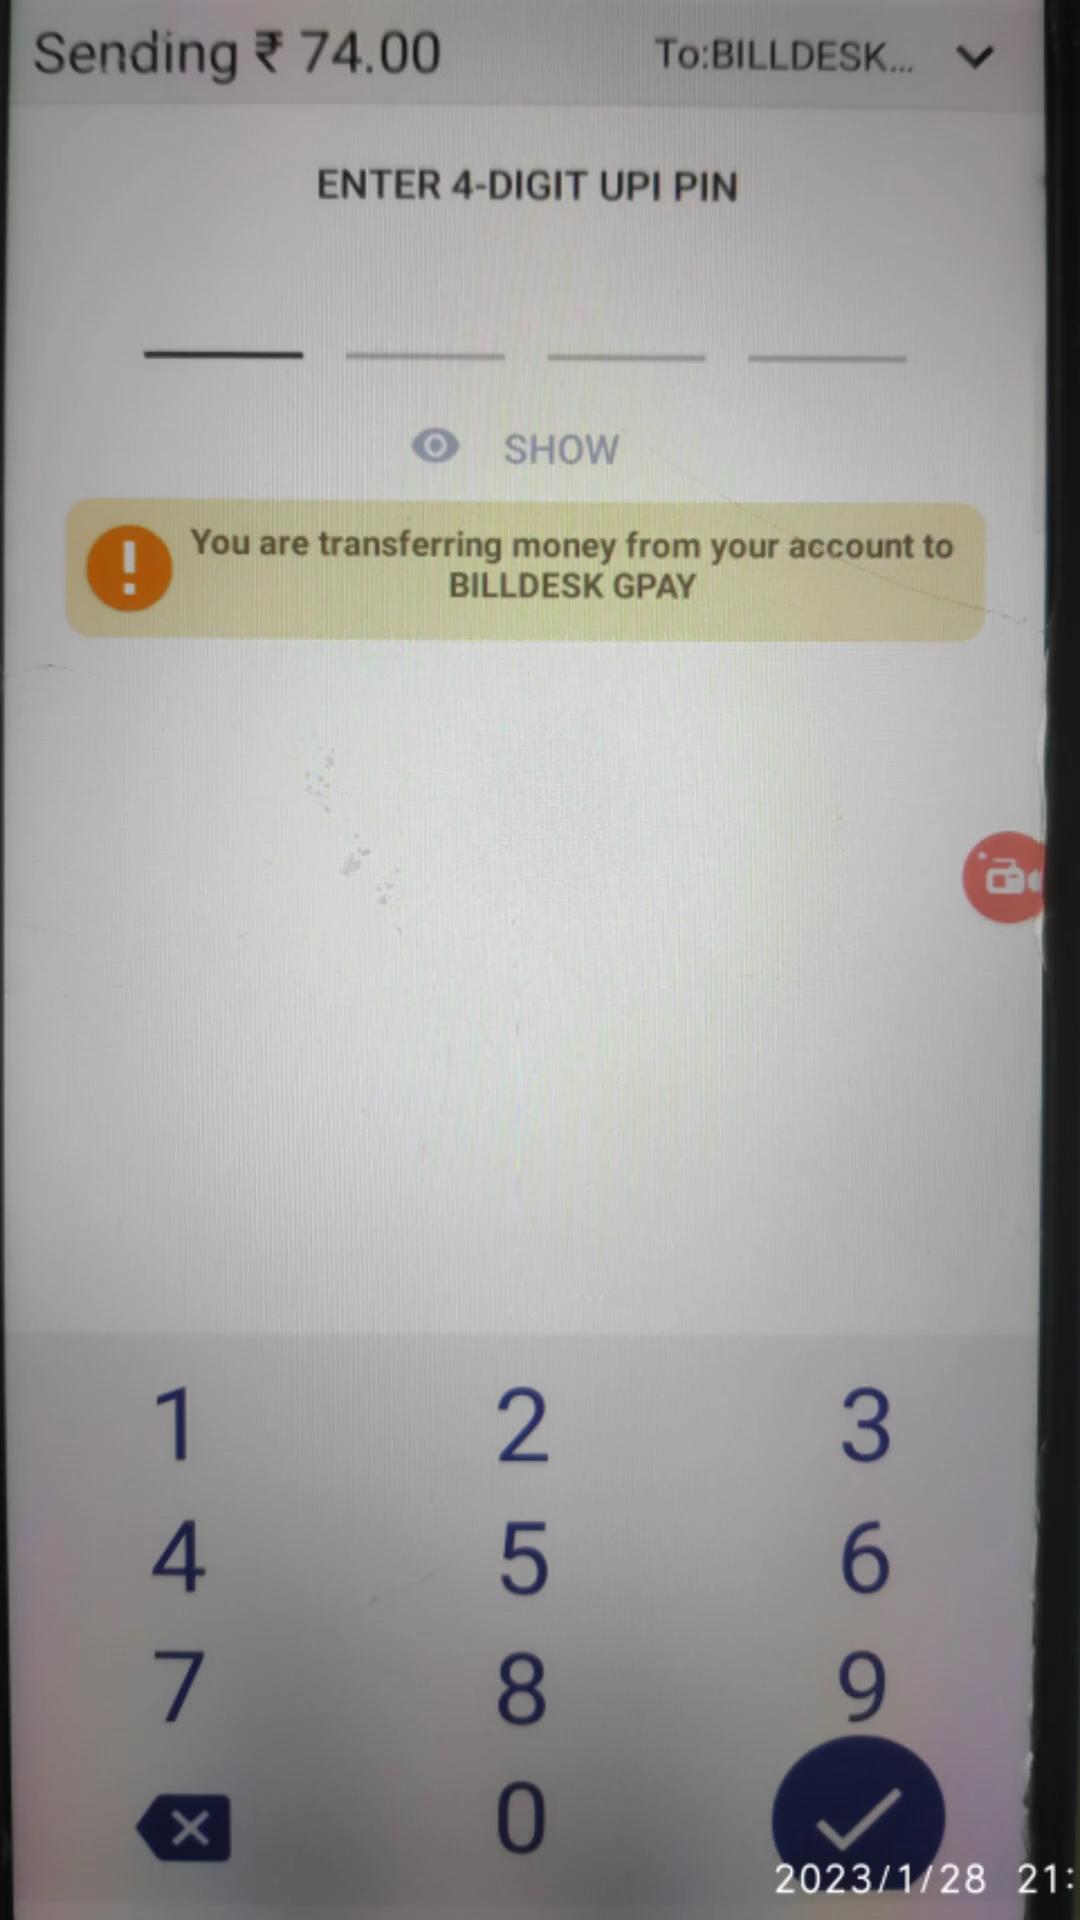 Sending ₹ 74.00
To:BILLDESK...
ENTER 4-DIGIT UPI PIN
SHOW
You are transferring money from your account to
BILLDESK GPAY
1 2 3
4 5 6
7 8 9
0
2023/1/28 21: